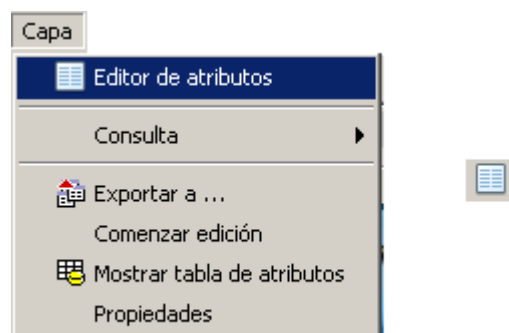 Capa
Editor de atributos
Consulta
Exportar a ...
Comenzar edición
Mostrar tabla de atributos
Propiedades